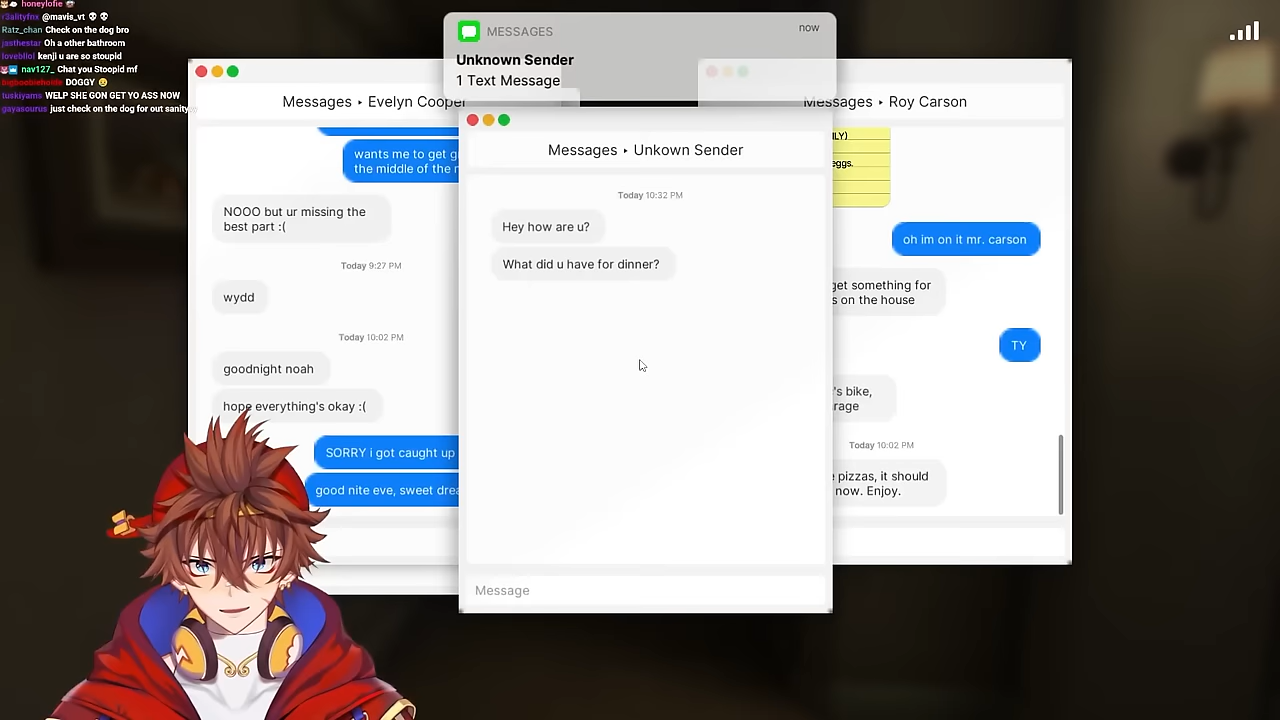 honeylofie
r3alityfnx @mavis_vt
Ratz_chan Check on the dog bro
jasthestar Oh a other bathroom
lovebliol kenji u are so stoupid
nav127_ Chat you Stoopid mf
DOGGY
tuskiyams WELP SHE GON GET YO ASS NOW
gayasourus just check on the dog for out sanity
MESSAGES
now
Unknown Sender
1 Text Message
Messages ▸ Evelyn Cooper
wants me to get g
the middle of the n
NOOO but ur missing the
best part :(
Today 9:27 PM
wydd
Today 10:02 PM
goodnight noah
hope everything's okay :(
SORRY i got caught up
good nite eve, sweet drea
Messages ▸ Unkown Sender
Today 10:32 PM
Hey how are u?
What did u have for dinner?
Message
Messages ▸ Roy Carson
ILY)
eggs.
oh im on it mr. carson
get something for
s on the house
TY
's bike,
rage
Today 10:02 PM
e pizzas, it should
now. Enjoy.